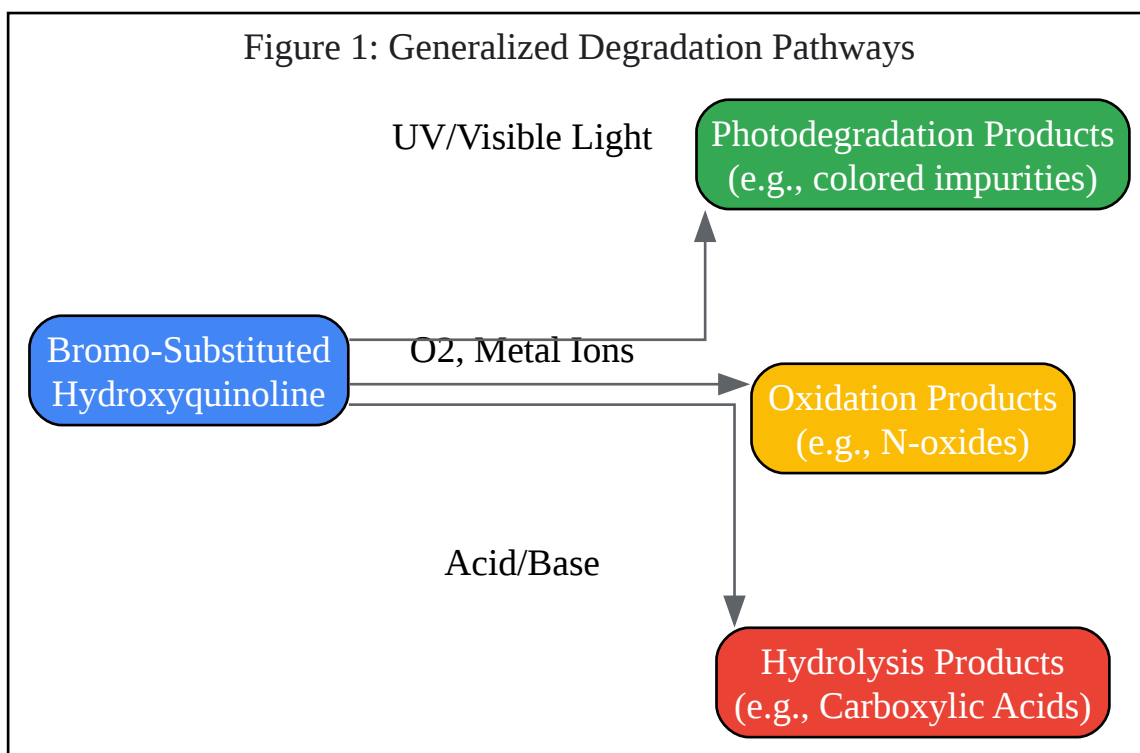 Figure 1: Generalized Degradation Pathways
UV/Visible Light
Photodegradation Products
(e.g., colored impurities)
Bromo-Substituted
Hydroxyquinoline
O2, Metal Ions
Oxidation Products
(e.g., N-oxides)
Acid/Base
Hydrolysis Products
(e.g., Carboxylic Acids)